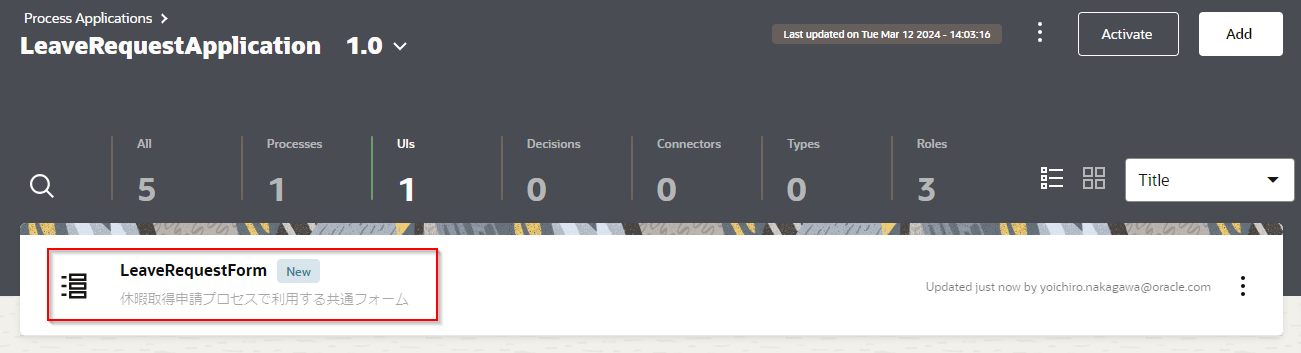 Process Applications
LeaveRequestApplication 1.0
Last updated on Tue Mar 12 2024 - 14:03:16
Activate
Add
All
5
Processes
1
UIs
1
Decisions
0
Connectors
0
Types
0
Roles
3
Title
LeaveRequestForm New
休暇取得申請プロセスで利用する共通フォーム
Updated just now by yoichiro.nakagawa@oracle.com